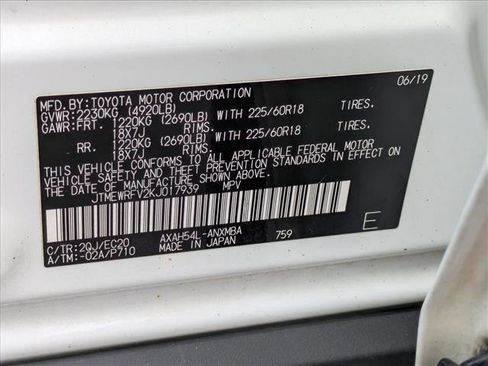 MFD.BY:TOYOTA MOTOR CORPORATION 06/19
GVWR:2230KG (4920LB)
GAWR:FRT. 1220KG (2690LB) WITH 225/60R18 TIRES.
18X7J RIMS.
RR. 1220KG (2690LB) WITH 225/60R18 TIRES.
18X7J RIMS.
THIS VEHICLE CONFORMS TO ALL APPLICABLE FEDERAL MOTOR
VEHICLE SAFETY AND THEFT PREVENTION STANDARDS IN EFFECT ON
THE DATE OF MANUFACTURE SHOWN ABOVE.
JTMEWRFV2KJ017939 MPV
C/TR:2QJ/EC20 AXAH54L-ANXMBA 759 E
A/TM:-02A/P710 MADE IN JAPAN